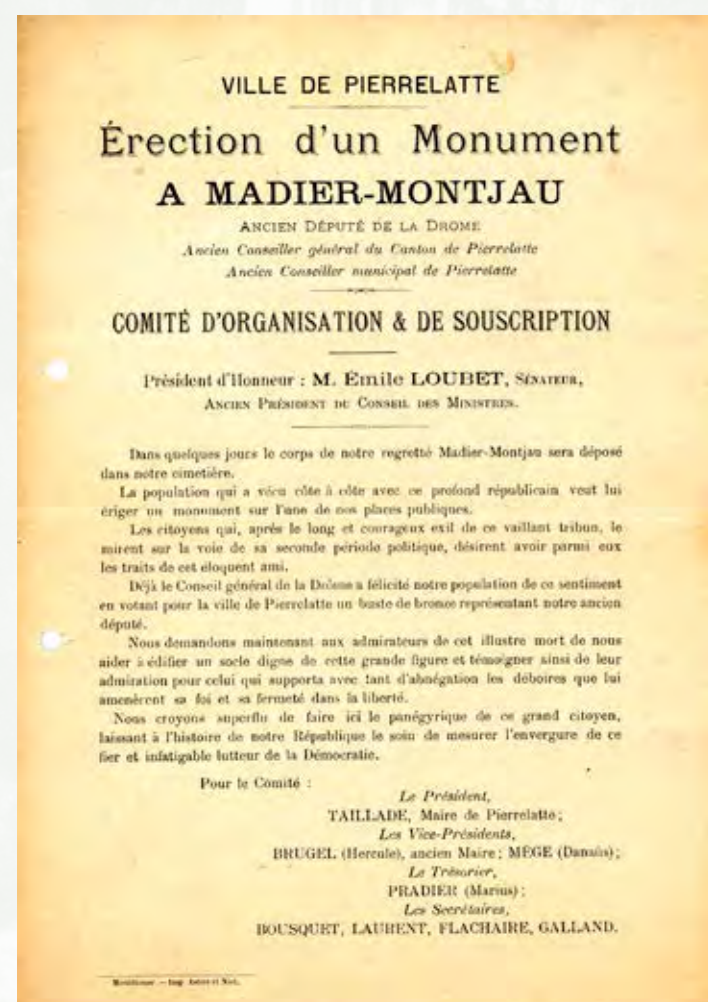 VILLE DE PIERRELATTE
Érection d'un Monument
A MADIER-MONTJAU
ANCIEN DÉPUTÉ DE LA DROME
Ancien Conseiller général du Canton de Pierrelatte
Ancien Conseiller municipal de Pierrelatte
COMITÉ D'ORGANISATION & DE SOUSCRIPTION
Président d'Honneur : M. Émile LOUBET, SÉNATEUR,
ANCIEN PRÉSIDENT DU CONSEIL DES MINISTRES.
Dans quelques jours le corps de notre regretté Madier-Montjau sera déposé
dans notre cimetière.
La population qui a vécu côte à côte avec ce profond républicain veut lui
ériger un monument sur l'une de nos places publiques.
Les citoyens qui, après le long et courageux exil de ce vaillant tribun, le
mirent sur la voie de sa seconde période politique, désirent avoir parmi eux
les traits de cet éloquent ami.
Déjà le Conseil général de la Drôme a félicité notre population de ce sentiment
en votant pour la ville de Pierrelatte un buste de bronze représentant notre ancien
député.
Nous demandons maintenant aux admirateurs de cet illustre mort de nous
aider à édifier un socle digne de cette grande figure et témoigner ainsi de leur
admiration pour celui qui supporta avec tant d'abnégation les déboires que lui
amenèrent sa foi et sa fermeté dans la liberté.
Nous croyons superflu de faire ici le panégyrique de ce grand citoyen,
laissant à l'histoire de notre République le soin de mesurer l'envergure de ce
fier et infatigable lutteur de la Démocratie.
Pour le Comité :
Le Président,
TAILLADE, Maire de Pierrelatte ;
Les Vice-Présidents,
BRUGEL (Hercule), ancien Maire ; MÈGE (Danaüs) ;
Le Trésorier,
PRADIER (Marius) ;
Les Secrétaires,
BOUSQUET, LAURENT, FLACHAIRE, GALLAND.
Imp.